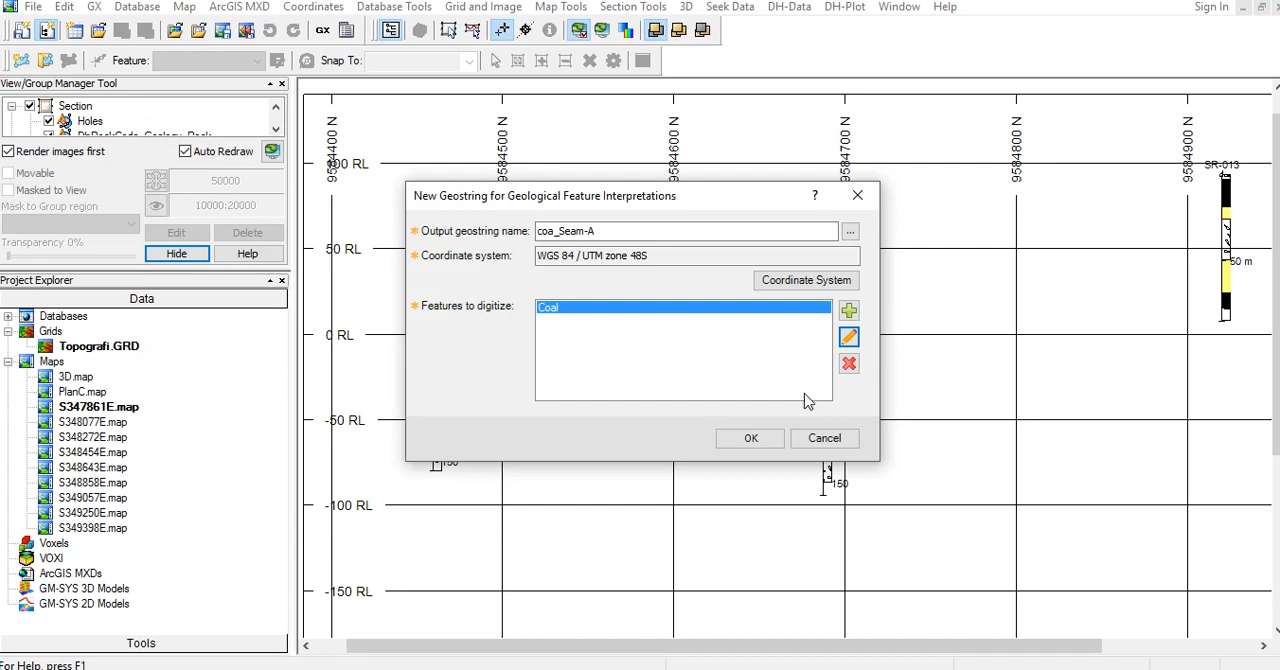 File Edit GX Database Map ArcGIS MXD Coordinates Database Tools Grid and Image Map Tools Section Tools 3D Seek Data DH-Data DH-Plot Window Help Sign In
GX
Feature: Snap To:
View/Group Manager Tool
Section
Holes
DhRockCode_Geology_Rock
Render images first Auto Redraw
Movable 50000
Masked to View
Mask to Group region 10000:20000
Transparency 0% Edit Delete
Hide Help
Project Explorer
Data
Databases
Grids
Topografi.GRD
Maps
3D.map
PlanC.map
S347861E.map
S348077E.map
S348272E.map
S348454E.map
S348643E.map
S348858E.map
S349057E.map
S349250E.map
S349398E.map
Voxels
VOXI
ArcGIS MXDs
GM-SYS 3D Models
GM-SYS 2D Models
Tools
For Help, press F1
9584400 N
9584500 N
9584600 N
9584700 N
9584800 N
9584900 N
100 RL
50 RL
0 RL
-50 RL
-100 RL
-150 RL
SR-013
50 m
150
150
New Geostring for Geological Feature Interpretations ?
Output geostring name: coa_Seam-A ...
Coordinate system: WGS 84 / UTM zone 48S
Coordinate System
Features to digitize: Coal
OK Cancel